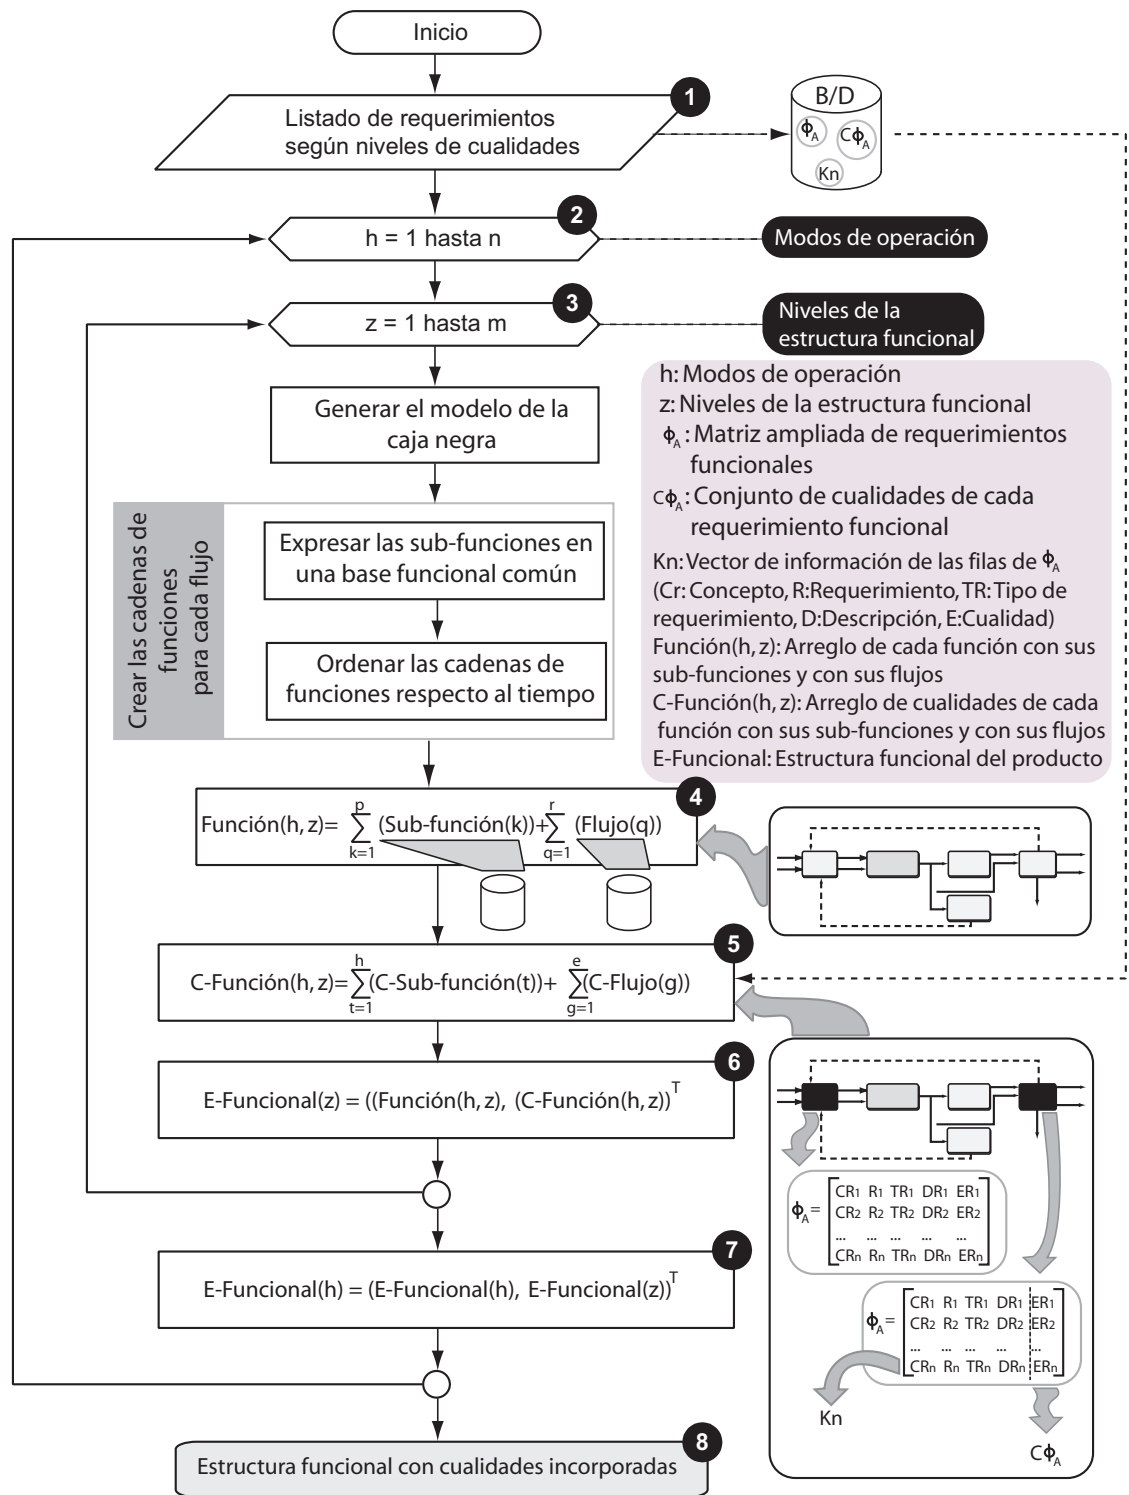 Inicio
1
Listado de requerimientos
según niveles de cualidades
B/D
ϕA
CϕA
Kn
2
h = 1 hasta n
Modos de operación
3
z = 1 hasta m
Niveles de la
estructura funcional
Generar el modelo de la
caja negra
h: Modos de operación
z: Niveles de la estructura funcional
ϕA: Matriz ampliada de requerimientos
funcionales
CϕA: Conjunto de cualidades de cada
requerimiento funcional
Kn: Vector de información de las filas de ϕA
(Cr: Concepto, R:Requerimiento, TR: Tipo de
requerimiento, D:Descripción, E:Cualidad)
Función(h, z): Arreglo de cada función con sus
sub-funciones y con sus flujos
C-Función(h, z): Arreglo de cualidades de cada
función con sus sub-funciones y con sus flujos
E-Funcional: Estructura funcional del producto
Crear las cadenas de
funciones
para cada flujo
Expresar las sub-funciones en
una base funcional común
Ordenar las cadenas de
funciones respecto al tiempo
4
Función(h, z)= ∑ p k=1 (Sub-función(k))+ ∑ r q=1 (Flujo(q))
5
C-Función(h, z)= ∑ h t=1 (C-Sub-función(t))+ ∑ e g=1 (C-Flujo(g))
6
E-Funcional(z) = ((Función(h, z), (C-Función(h, z))T
7
E-Funcional(h) = (E-Funcional(h), E-Funcional(z))T
8
Estructura funcional con cualidades incorporadas
ϕA =
CR1 R1 TR1 DR1 ER1
CR2 R2 TR2 DR2 ER2
... ... ... ... ...
CRn Rn TRn DRn ERn
ϕA =
CR1 R1 TR1 DR1 ER1
CR2 R2 TR2 DR2 ER2
... ... ... ... ...
CRn Rn TRn DRn ERn
Kn
CϕA